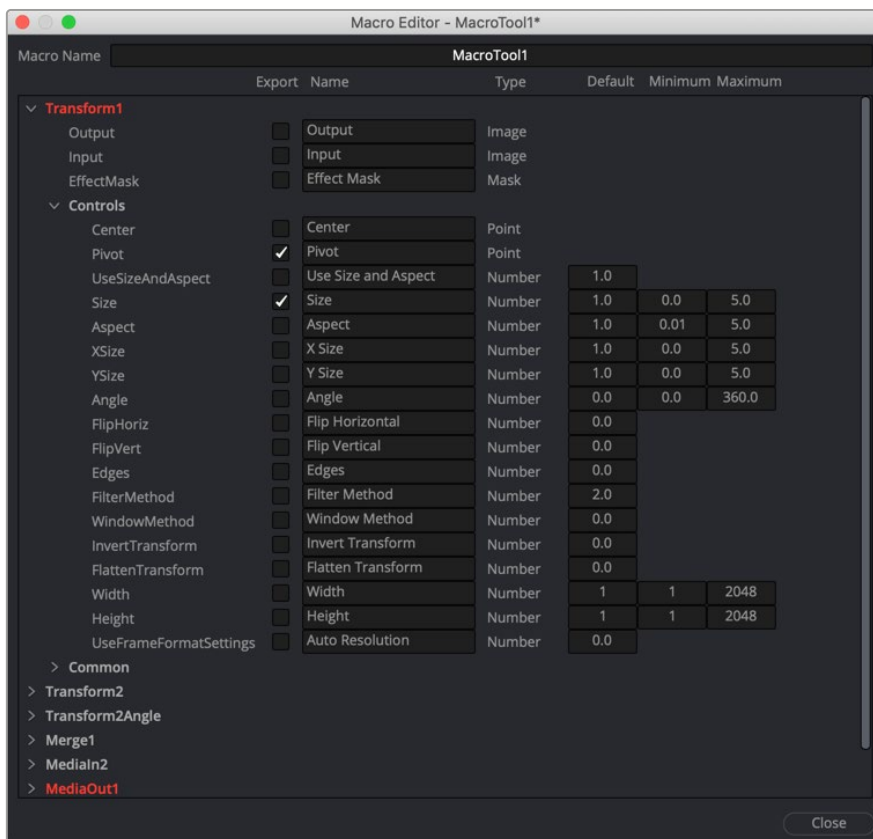 Macro Editor - MacroTool1*
Macro Name MacroTool1
Export Name Type Default Minimum Maximum
Transform1
Output Output Image
Input Input Image
EffectMask Effect Mask Mask
Controls
Center Center Point
Pivot Pivot Point
UseSizeAndAspect Use Size and Aspect Number 1.0
Size Size Number 1.0 0.0 5.0
Aspect Aspect Number 1.0 0.01 5.0
XSize X Size Number 1.0 0.0 5.0
YSize Y Size Number 1.0 0.0 5.0
Angle Angle Number 0.0 0.0 360.0
FlipHoriz Flip Horizontal Number 0.0
FlipVert Flip Vertical Number 0.0
Edges Edges Number 0.0
FilterMethod Filter Method Number 2.0
WindowMethod Window Method Number 0.0
InvertTransform Invert Transform Number 0.0
FlattenTransform Flatten Transform Number 0.0
Width Width Number 1 1 2048
Height Height Number 1 1 2048
UseFrameFormatSettings Auto Resolution Number 0.0
Common
Transform2
Transform2Angle
Merge1
MediaIn2
MediaOut1
Close